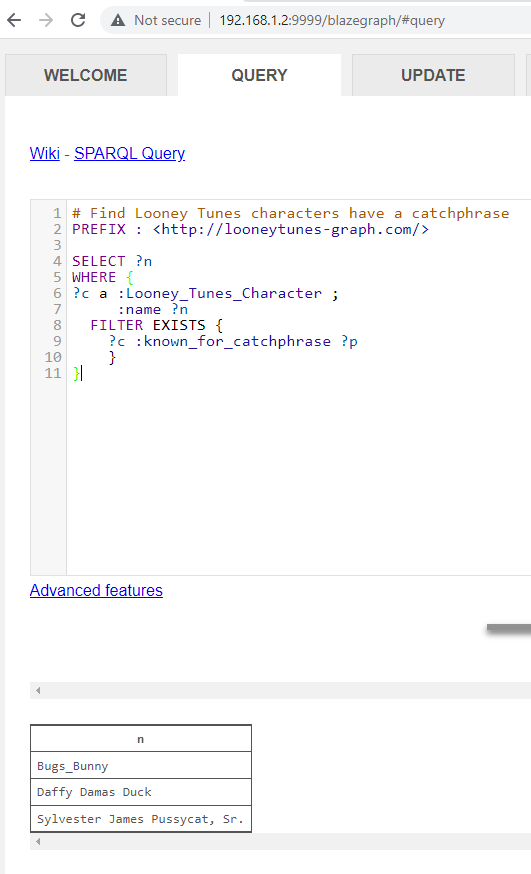 Not secure | 192.168.1.2:9999/blazegraph/#query
WELCOME QUERY UPDATE
Wiki - SPARQL Query
1 # Find Looney Tunes characters have a catchphrase
2 PREFIX : <http://looneytunes-graph.com/>
3
4 SELECT ?n
5 WHERE {
6 ?c a :Looney_Tunes_Character ;
7 :name ?n
8 FILTER EXISTS {
9 ?c :known_for_catchphrase ?p
10 }
11 }
Advanced features
n
Bugs_Bunny
Daffy Damas Duck
Sylvester James Pussycat, Sr.